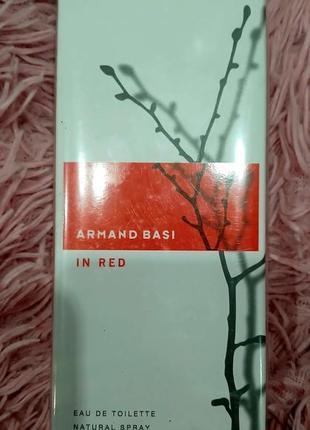 ARMAND BASI
IN RED
EAU DE TOILETTE
NATURAL SPRAY